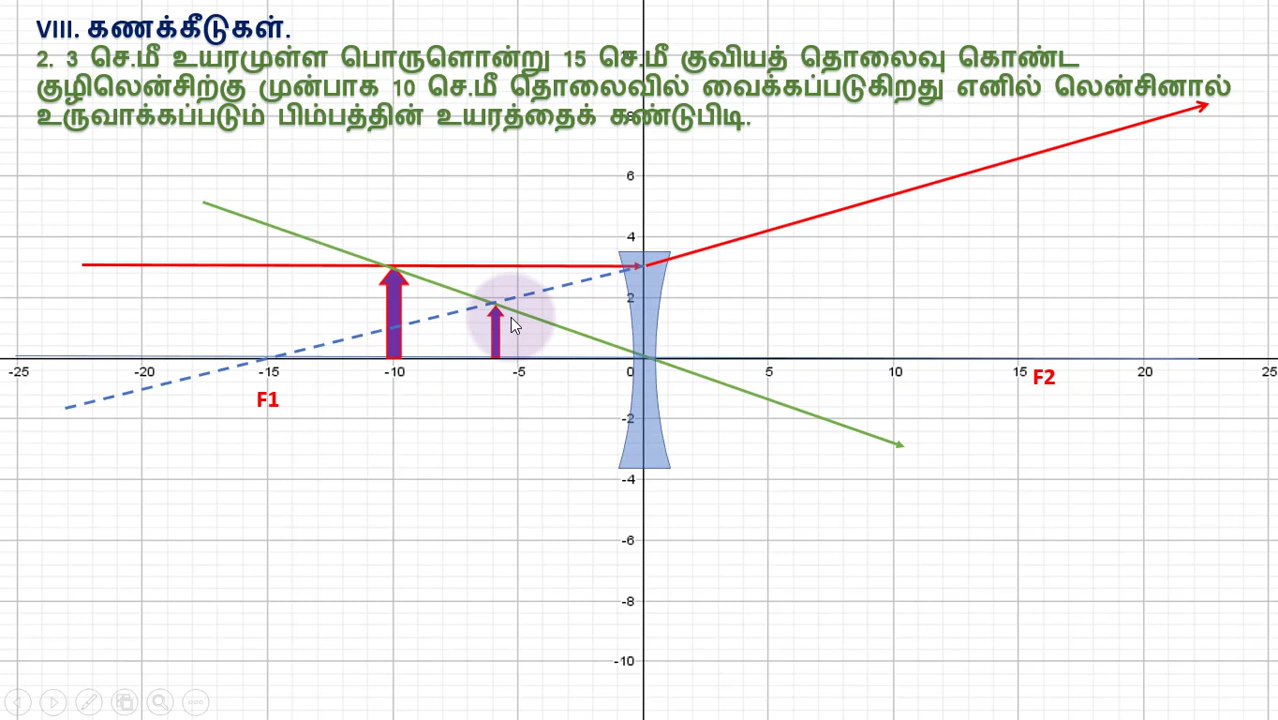 VIII. கணக்கீடுகள்.
2. 3 செ.மீ உயரமுள்ள பொருளொன்று 15 செ.மீ குவியத் தொலைவு கொண்ட
குழிலென்சிற்கு முன்பாக 10 செ.மீ தொலைவில் வைக்கப்படுகிறது எனில் லென்சினால்
உருவாக்கப்படும் பிம்பத்தின் உயரத்தைக் கண்டுபிடி.
8
6
4
2
-25 -20 -15 -10 -5 0 5 10 15 20 25
F1 F2
-2
-4
-6
-8
-10